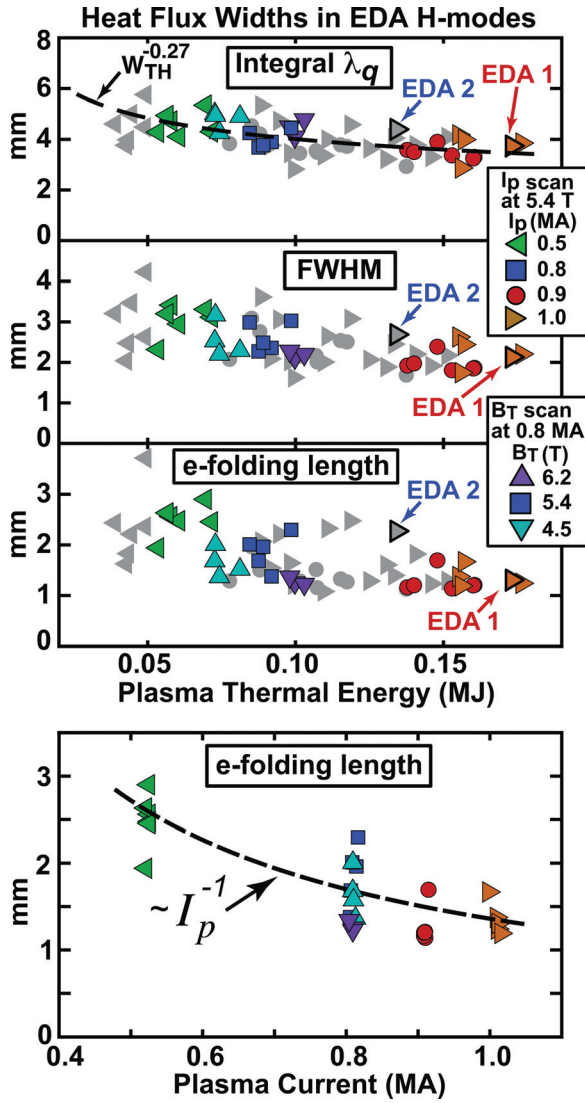 Heat Flux Widths in EDA H-modes
8
W_TH^-0.27
Integral λq
EDA 2
EDA 1
6
mm
4
2
0
Ip scan
at 5.4 T
Ip (MA)
0.5
0.8
0.9
1.0
4
FWHM
EDA 2
3
mm
2
EDA 1
1
0
BT scan
at 0.8 MA
BT (T)
6.2
5.4
4.5
e-folding length
EDA 2
3
mm
2
1
EDA 1
0
0.05
0.10
0.15
Plasma Thermal Energy (MJ)
e-folding length
3
mm
2
~ Ip^-1
1
0
0.4
0.6
0.8
1.0
Plasma Current (MA)